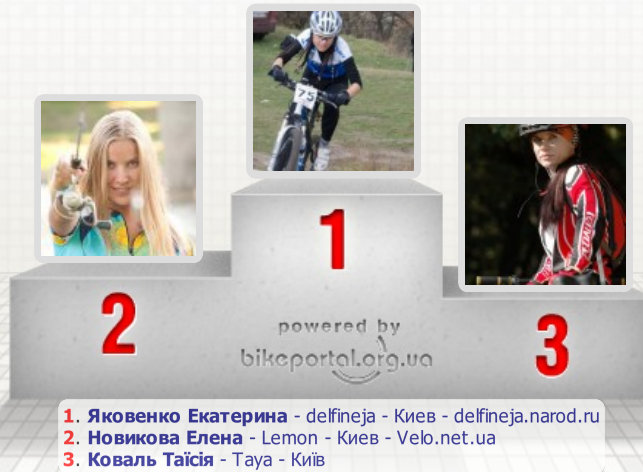 75
1
2
3
powered by
bikeportal.org.ua
1. Яковенко Екатерина - delfineja - Киев - delfineja.narod.ru
2. Новикова Елена - Lemon - Киев - Velo.net.ua
3. Коваль Таїсія - Taya - Київ